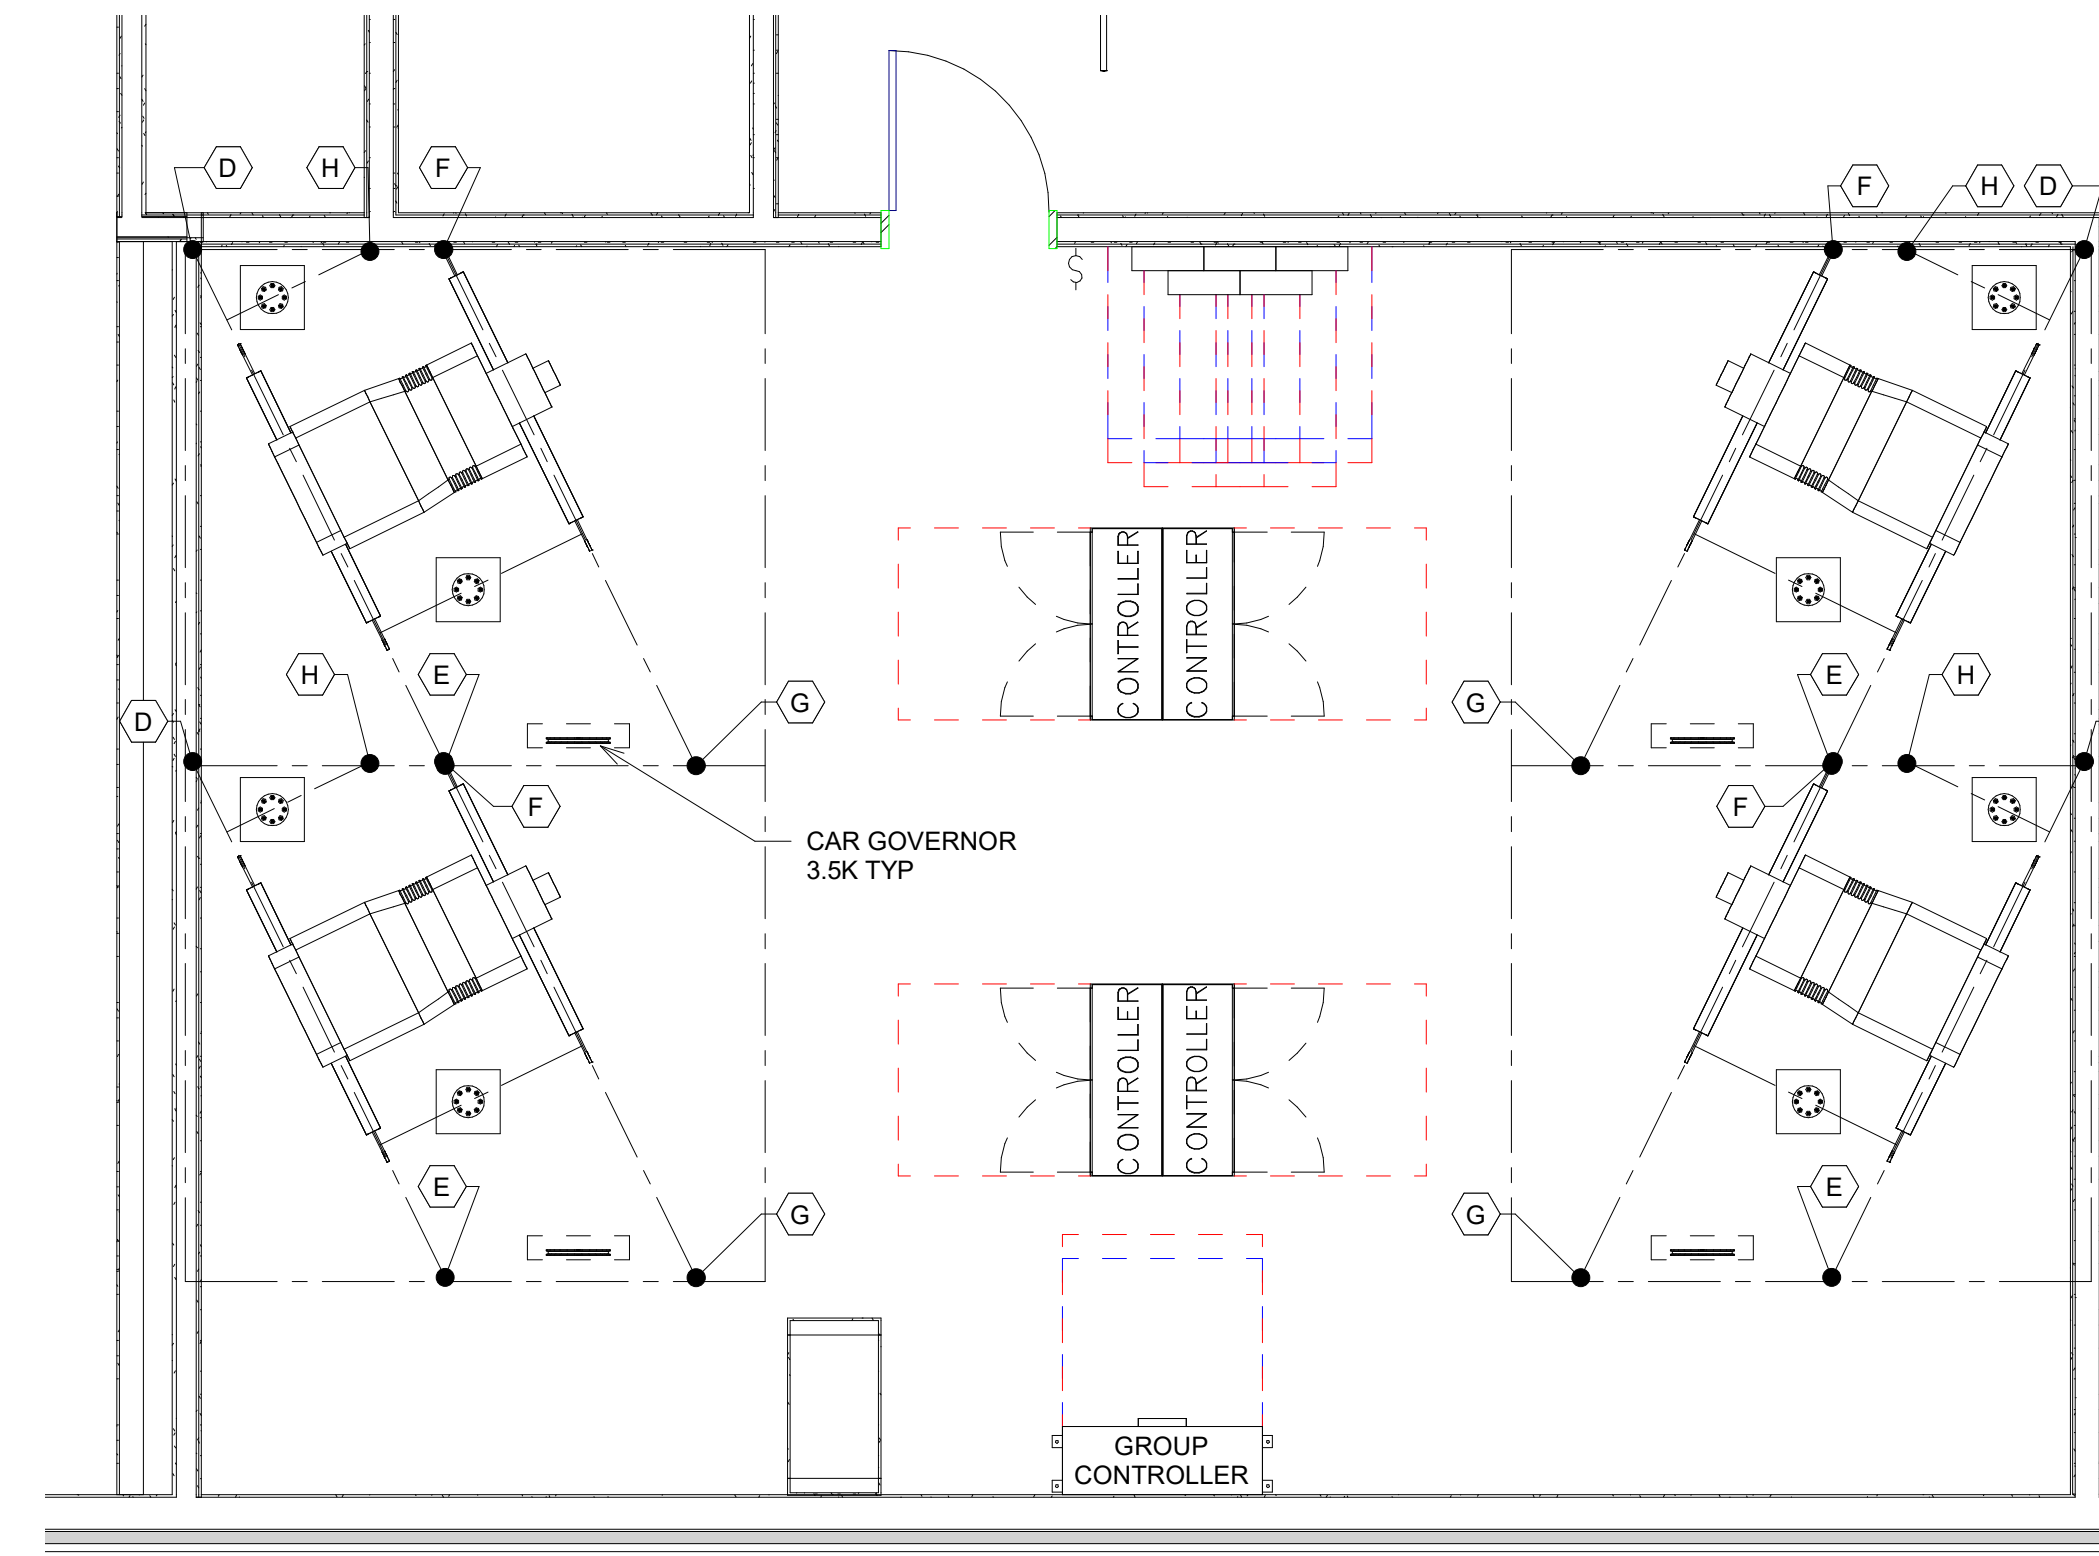 D
H
F
F
H
D
$
CONTROLLER
CONTROLLER
H
E
G
G
E
H
D
F
F
CAR GOVERNOR
3.5K TYP
CONTROLLER
CONTROLLER
E
G
G
E
GROUP
CONTROLLER